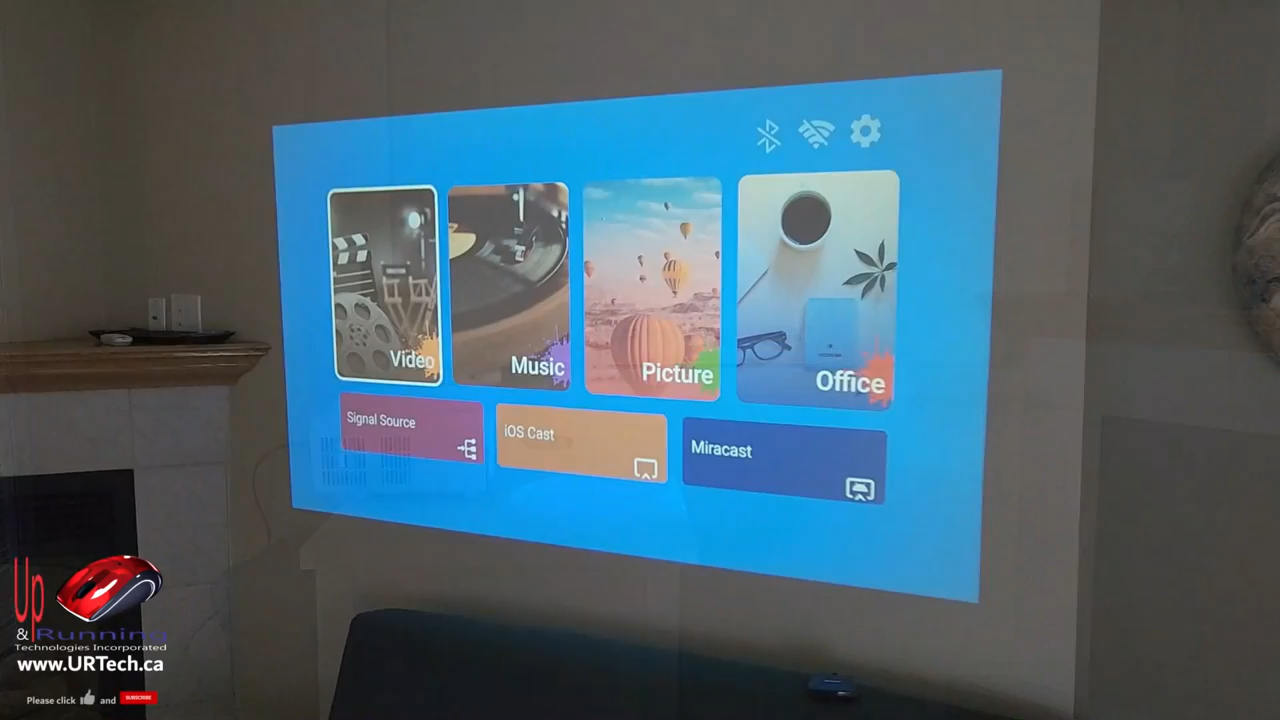 Video
Music
Picture
Office
Signal Source
iOS Cast
Miracast
Up
& Running
Technologies Incorporated
www.URTech.ca
Please click and SUBSCRIBE